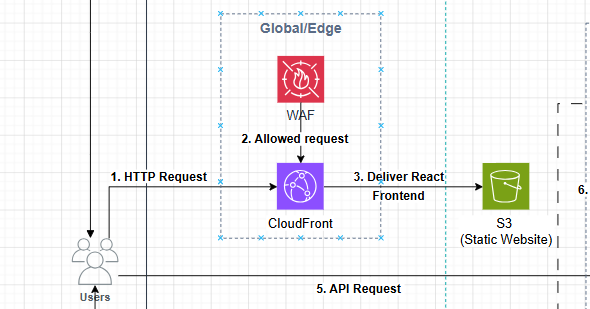 Global/Edge
WAF
2. Allowed request
1. HTTP Request
3. Deliver React
Frontend
CloudFront
S3
(Static Website)
6.
Users
5. API Request